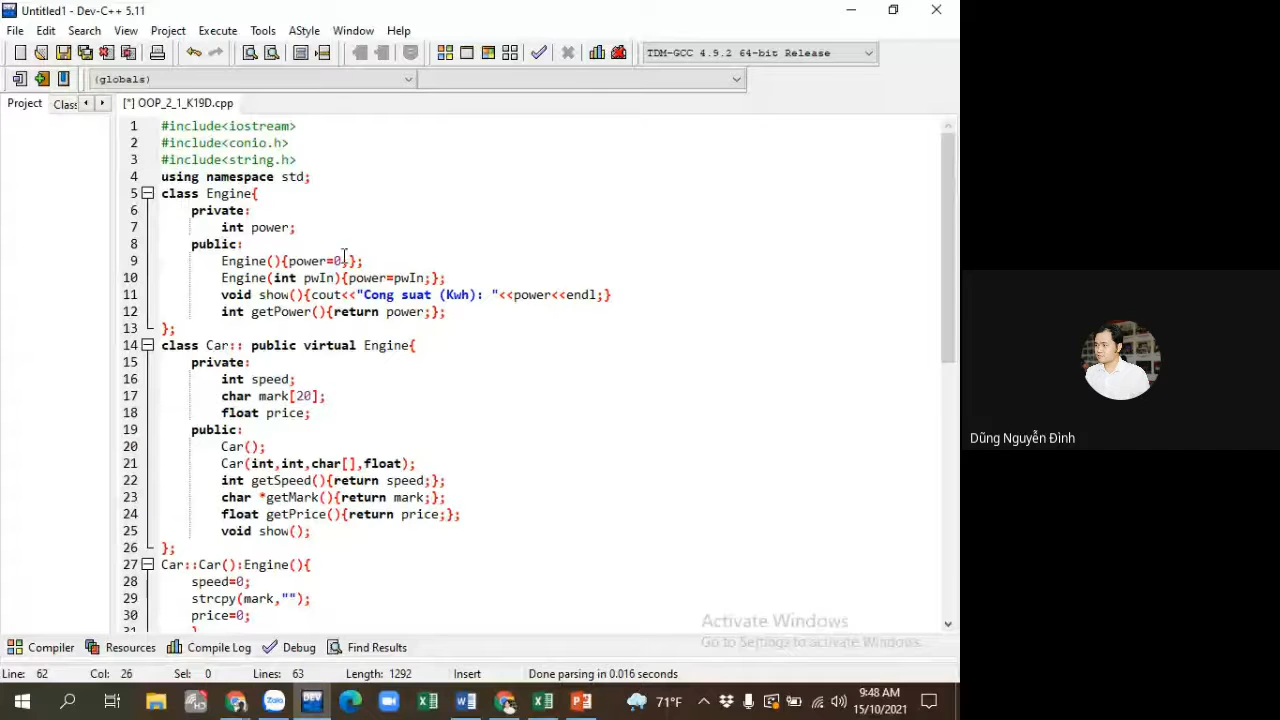 Untitled1 - Dev-C++ 5.11
File Edit Search View Project Execute Tools AStyle Window Help
TDM-GCC 4.9.2 64-bit Release
(globals)
Project Class [*] OOP_2_1_K19D.cpp
1 #include<iostream>
2 #include<conio.h>
3 #include<string.h>
4 using namespace std;
5 class Engine{
6 private:
7 int power;
8 public:
9 Engine(){power=0;};
10 Engine(int pwIn){power=pwIn;};
11 void show(){cout<<"Cong suat (Kwh): "<<power<<endl;}
12 int getPower(){return power;};
13 };
14 class Car:: public virtual Engine{
15 private:
16 int speed;
17 char mark[20];
18 float price;
19 public:
20 Car();
21 Car(int,int,char[],float);
22 int getSpeed(){return speed;};
23 char *getMark(){return mark;};
24 float getPrice(){return price;};
25 void show();
26 };
27 Car::Car():Engine(){
28 speed=0;
29 strcpy(mark,"");
30 price=0;
Dũng Nguyễn Đình
Activate Windows
Go to Settings to activate Windows.
Compiler Resources Compile Log Debug Find Results
Line: 62 Col: 26 Sel: 0 Lines: 63 Length: 1292 Insert Done parsing in 0.016 seconds
Zalo DEV 71°F 9:48 AM
15/10/2021